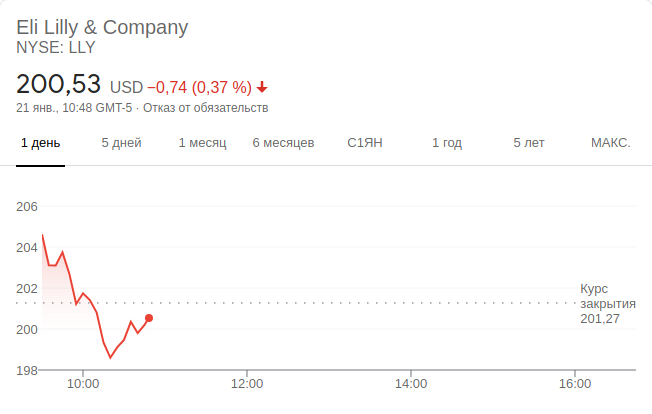 Eli Lilly & Company
NYSE: LLY
200,53 USD −0,74 (0,37 %)
21 янв., 10:48 GMT-5 · Отказ от обязательств
1 день 5 дней 1 месяц 6 месяцев С1ЯН 1 год 5 лет МАКС.
206
204
202
200
198
Курс
закрытия
201,27
10:00 12:00 14:00 16:00